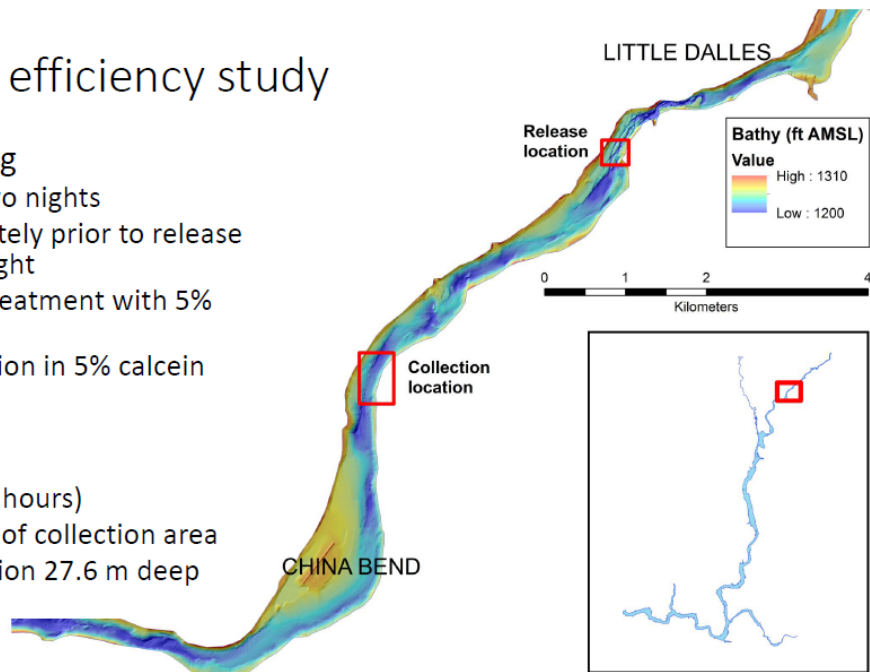 efficiency study
g
o nights
tely prior to release
ght
eatment with 5%
ion in 5% calcein
hours)
of collection area
ion 27.6 m deep
LITTLE DALLES
Release
location
Bathy (ft AMSL)
Value
High : 1310
Low : 1200
0 1 2 4
Kilometers
Collection
location
CHINA BEND